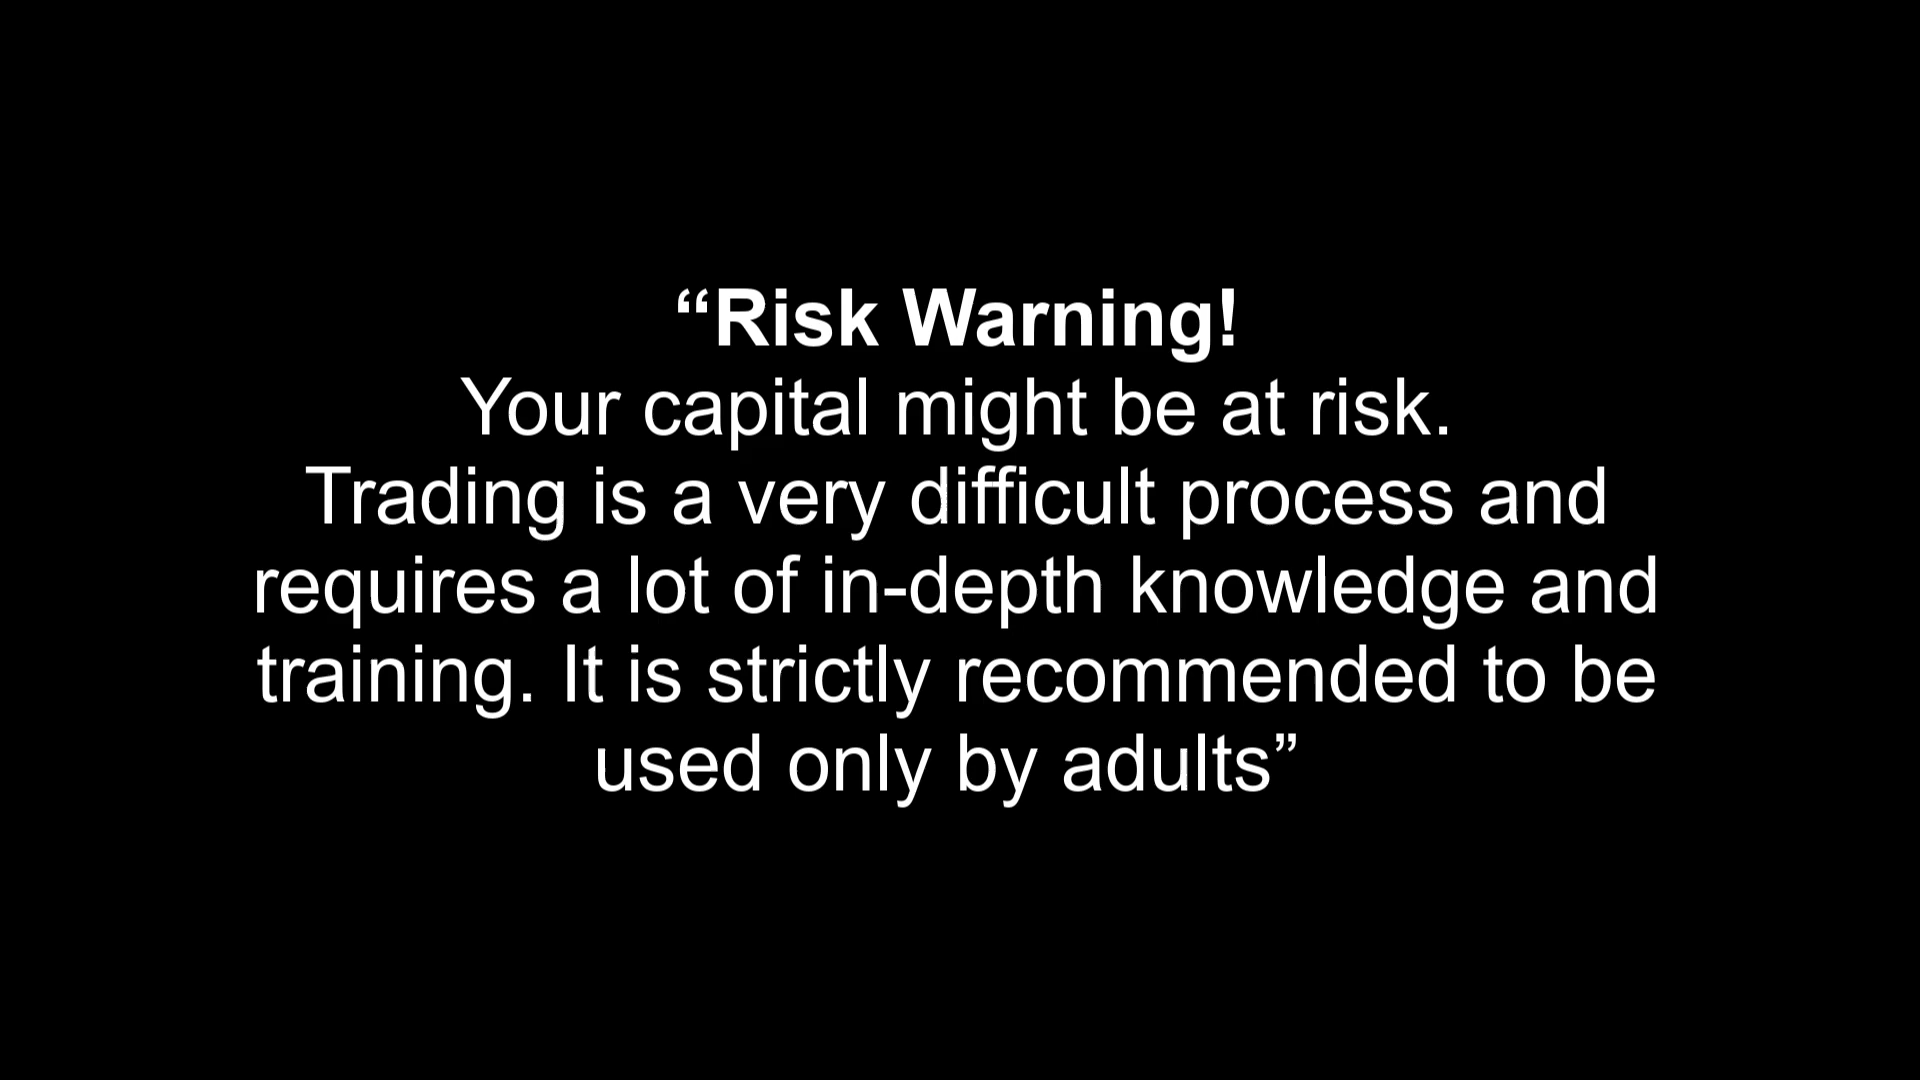 “Risk Warning!
Your capital might be at risk.
Trading is a very difficult process and
requires a lot of in-depth knowledge and
training. It is strictly recommended to be
used only by adults”